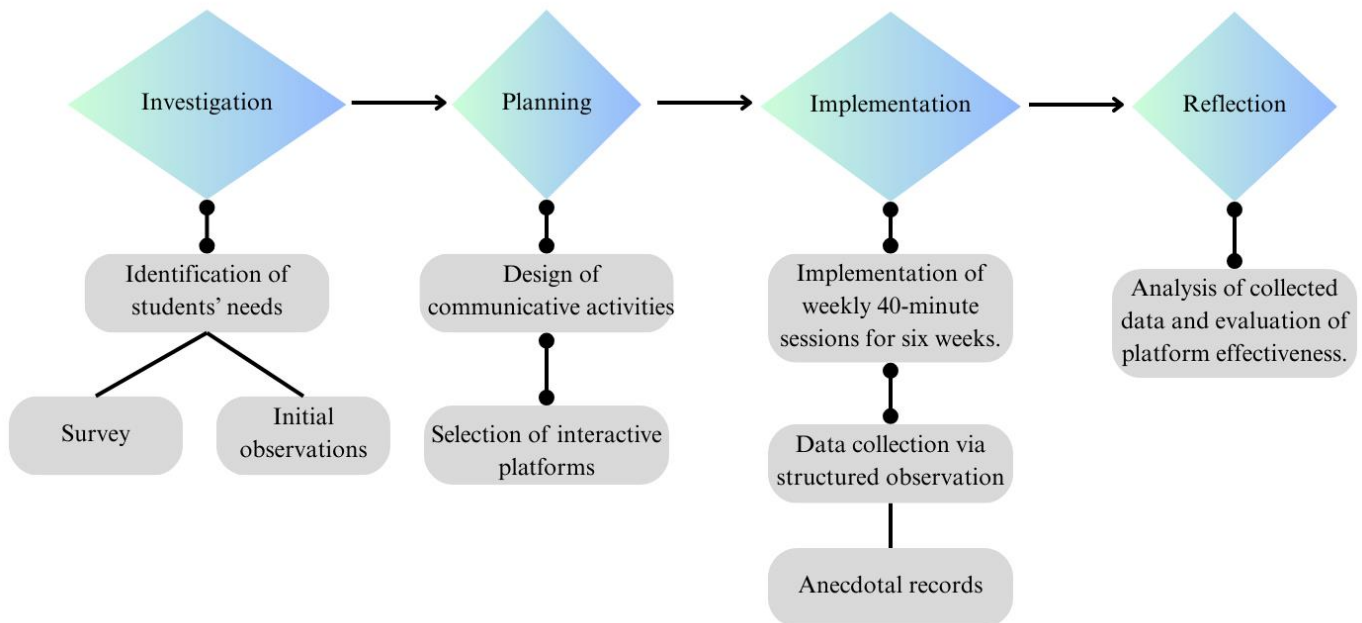 Investigation
Planning
Implementation
Reflection
Identification of
students’ needs
Survey
Initial
observations
Design of
communicative activities
Selection of interactive
platforms
Implementation of
weekly 40-minute
sessions for six weeks.
Data collection via
structured observation
Anecdotal records
Analysis of collected
data and evaluation of
platform effectiveness.